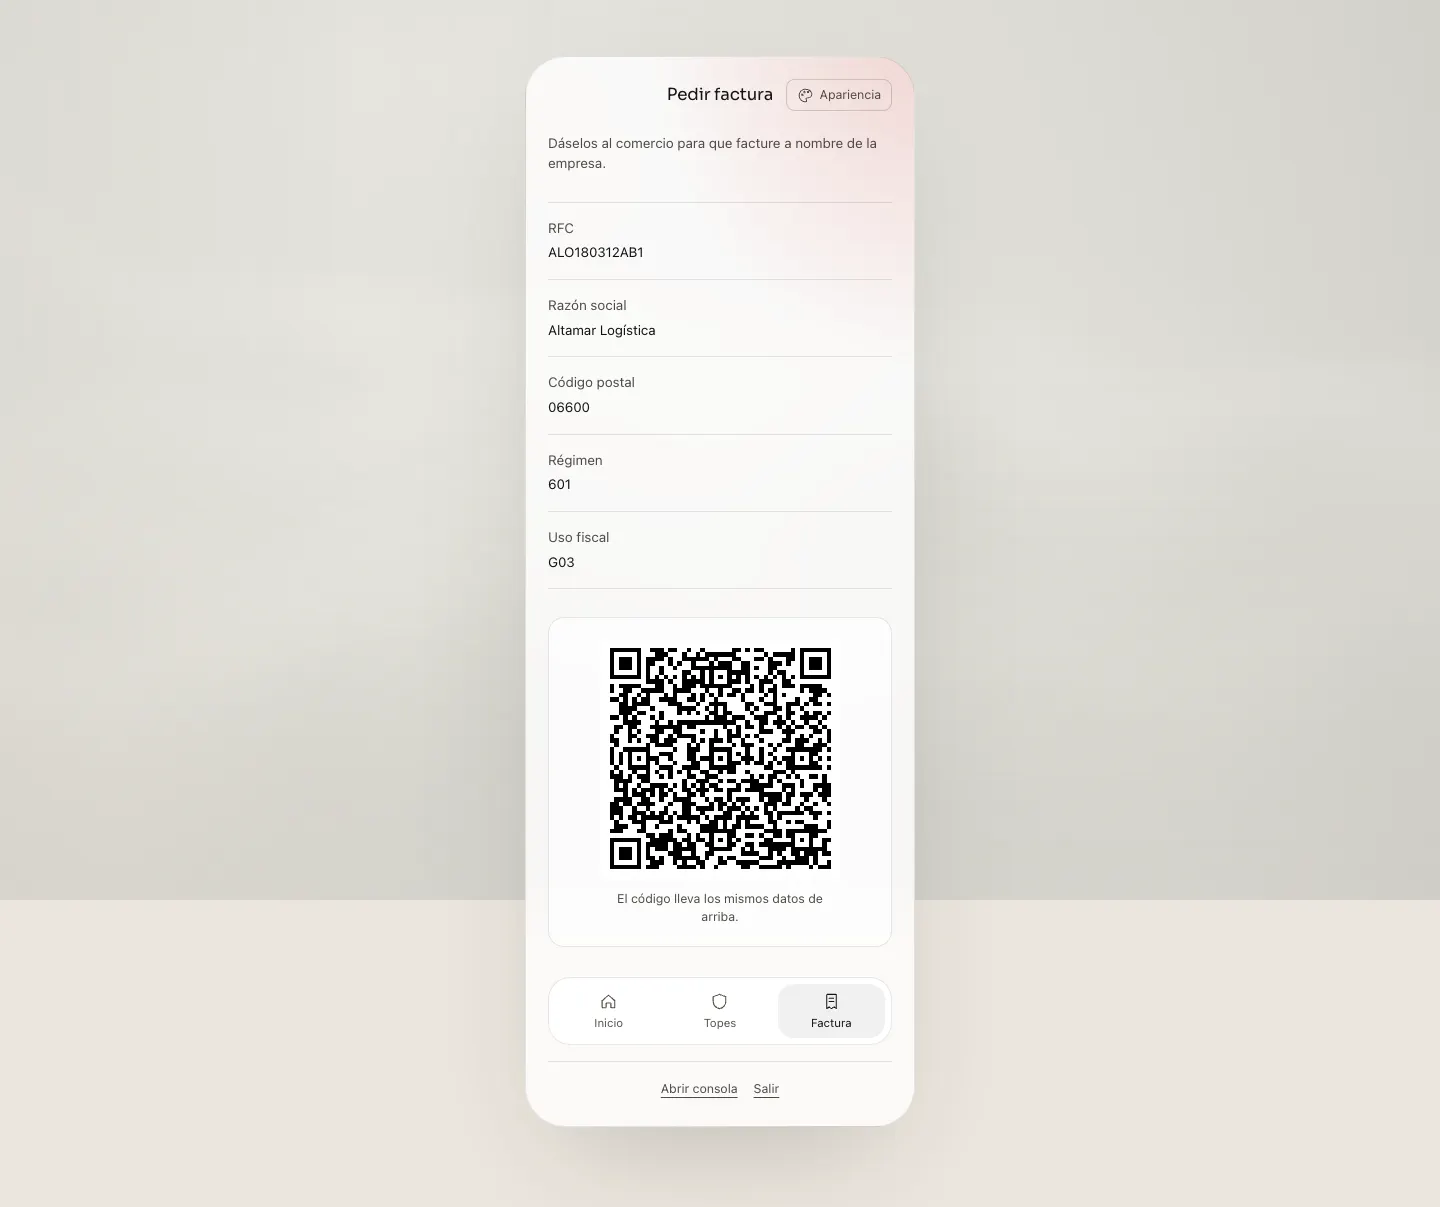 Pedir factura
Apariencia
Dáselos al comercio para que facture a nombre de la
empresa.
RFC
ALO180312AB1
Razón social
Altamar Logística
Código postal
06600
Régimen
601
Uso fiscal
G03
El código lleva los mismos datos de
arriba.
Inicio
Topes
Factura
Abrir consola
Salir